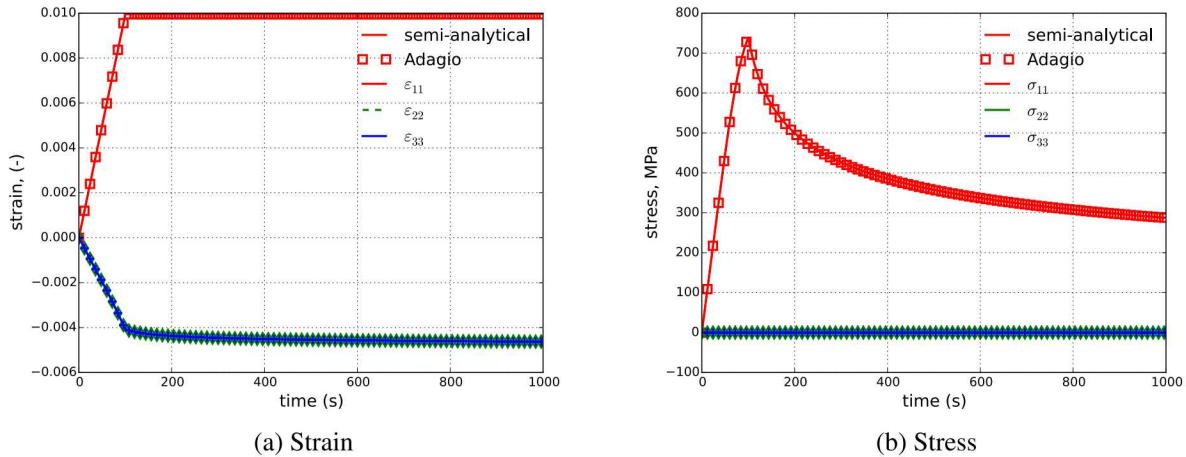 0.010
0.008
0.006
0.004
0.002
0.000
−0.002
−0.004
−0.006
strain, (-)
0 200 400 600 800 1000
time (s)
semi-analytical
Adagio
ε₁₁
ε₂₂
ε₃₃
(a) Strain
800
700
600
500
400
300
200
100
0
−100
stress, MPa
0 200 400 600 800 1000
time (s)
semi-analytical
Adagio
σ₁₁
σ₂₂
σ₃₃
(b) Stress